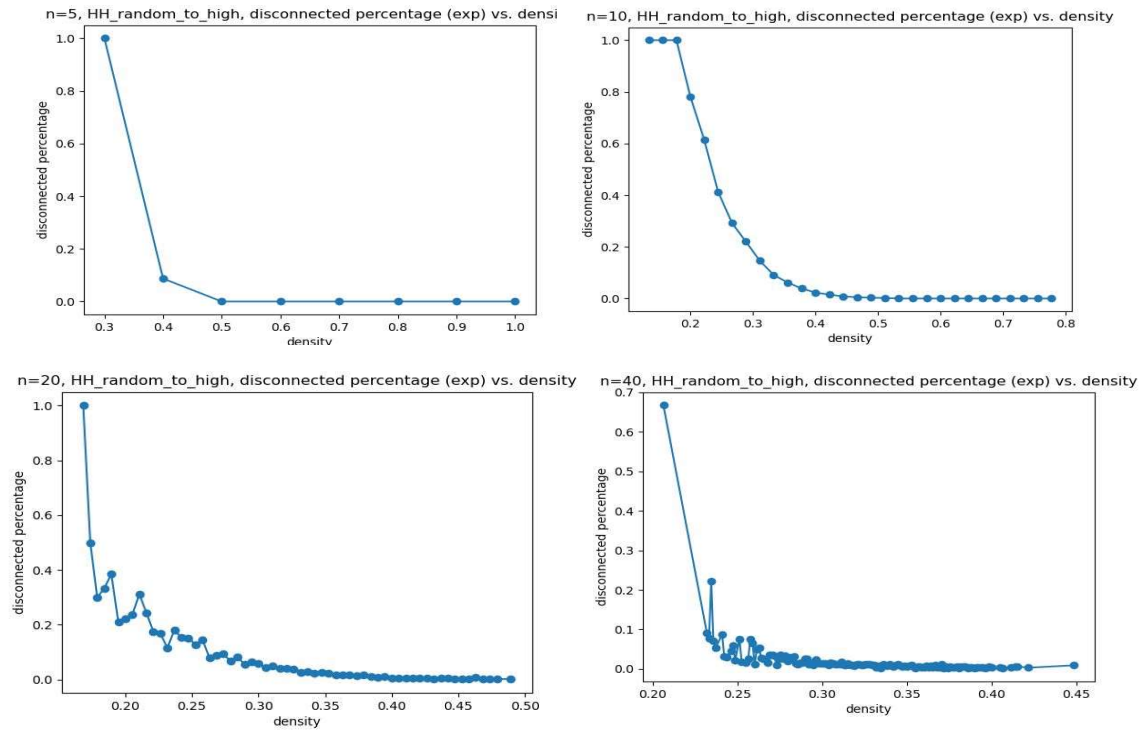 n=5, HH_random_to_high, disconnected percentage (exp) vs. densi
1.0
0.8
0.6
0.4
0.2
0.0
disconnected percentage
0.3 0.4 0.5 0.6 0.7 0.8 0.9 1.0
density
n=10, HH_random_to_high, disconnected percentage (exp) vs. density
1.0
0.8
0.6
0.4
0.2
0.0
disconnected percentage
0.2 0.3 0.4 0.5 0.6 0.7 0.8
density
n=20, HH_random_to_high, disconnected percentage (exp) vs. density
1.0
0.8
0.6
0.4
0.2
0.0
disconnected percentage
0.20 0.25 0.30 0.35 0.40 0.45 0.50
density
n=40, HH_random_to_high, disconnected percentage (exp) vs. density
0.7
0.6
0.5
0.4
0.3
0.2
0.1
0.0
disconnected percentage
0.20 0.25 0.30 0.35 0.40 0.45
density